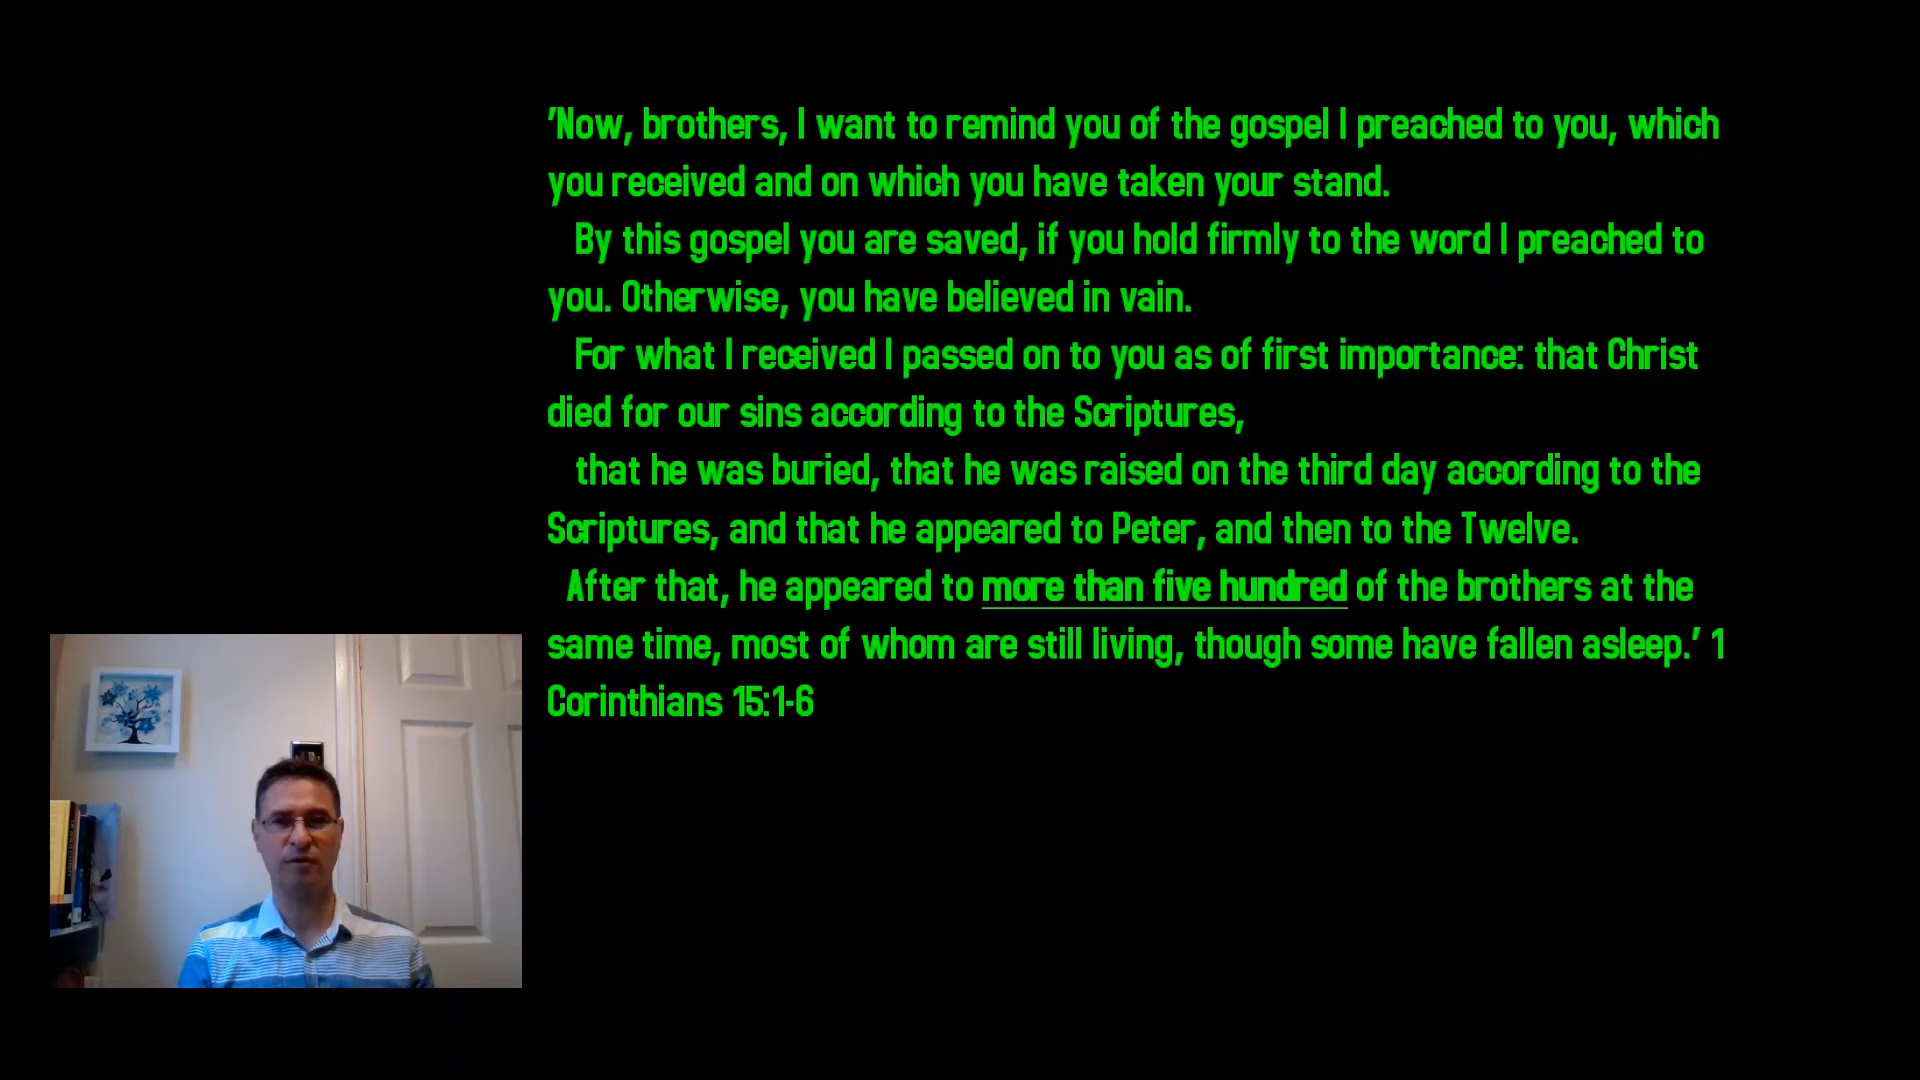 'Now, brothers, I want to remind you of the gospel I preached to you, which
you received and on which you have taken your stand.
By this gospel you are saved, if you hold firmly to the word I preached to
you. Otherwise, you have believed in vain.
For what I received I passed on to you as of first importance: that Christ
died for our sins according to the Scriptures,
that he was buried, that he was raised on the third day according to the
Scriptures, and that he appeared to Peter, and then to the Twelve.
After that, he appeared to more than five hundred of the brothers at the
same time, most of whom are still living, though some have fallen asleep.' 1
Corinthians 15:1-6